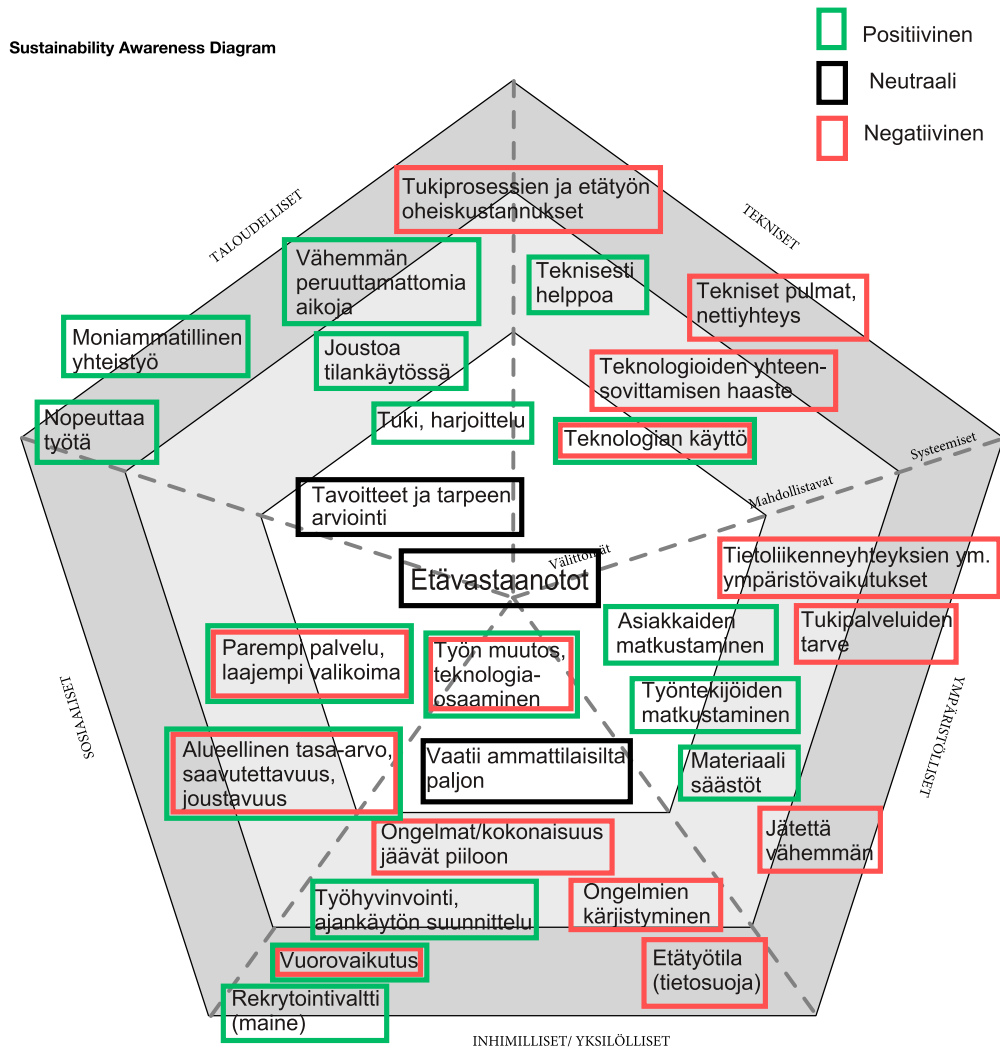 Sustainability Awareness Diagram
Positiivinen
Neutraali
Negatiivinen
TALOUDELLISET
TEKNISET
Tukiprosessien ja etätyön
oheiskustannukset
Vähemmän
peruuttamattomia
aikoja
Teknisesti
helppoa
Tekniset pulmat,
nettiyhteys
Moniammatillinen
yhteistyö
Joustoa
tilankäytössä
Teknologioiden yhteen-
sovittamisen haaste
Nopeuttaa
työtä
Tuki, harjoittelu
Teknologian käyttö
Systeemiset
Mahdollistavat
Välittömät
Tavoitteet ja tarpeen
arviointi
Etävastaanotot
Tietoliikenneyhteyksien ym.
ympäristövaikutukset
Asiakkaiden
matkustaminen
Tukipalveluiden
tarve
Parempi palvelu,
laajempi valikoima
Työn muutos,
teknologia-
osaaminen
Työntekijöiden
matkustaminen
SOSIAALISET
YMPÄRISTÖLLISET
Alueellinen tasa-arvo,
saavutettavuus,
joustavuus
Vaatii ammattilaisilta
paljon
Materiaali
säästöt
Ongelmat/kokonaisuus
jäävät piiloon
Jätettä
vähemmän
Työhyvinvointi,
ajankäytön suunnittelu
Ongelmien
kärjistyminen
Vuorovaikutus
Etätyötila
(tietosuoja)
Rekrytointivaltti
(maine)
INHIMILLISET/ YKSILÖLLISET